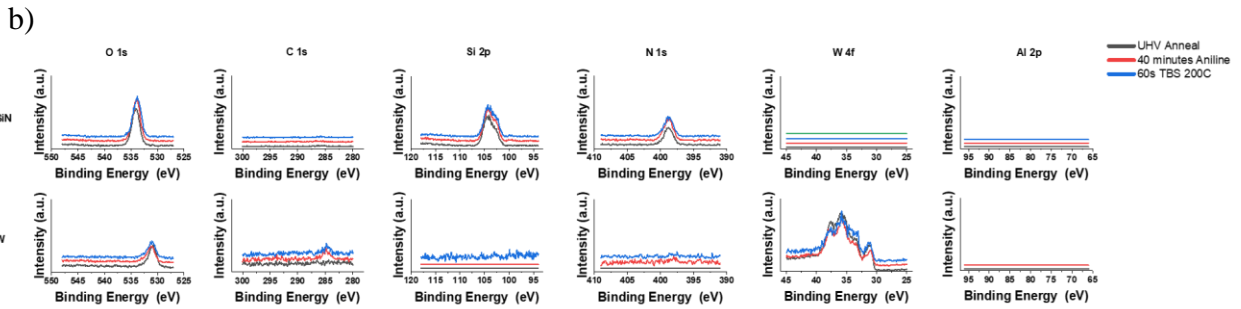 b)
O 1s C 1s Si 2p N 1s W 4f Al 2p
UHV Anneal
40 minutes Aniline
60s TBS 200C
Intensity (a.u.) Intensity (a.u.) Intensity (a.u.) Intensity (a.u.) Intensity (a.u.) Intensity (a.u.)
550 545 540 535 530 525 300 295 290 285 280 115 110 105 100 95 410 405 400 395 390 45 40 35 30 25 95 90 85 80 75 70 65
Binding Energy (eV) Binding Energy (eV) Binding Energy (eV) Binding Energy (eV) Binding Energy (eV) Binding Energy (eV)
W
Intensity (a.u.) Intensity (a.u.) Intensity (a.u.) Intensity (a.u.) Intensity (a.u.) Intensity (a.u.)
550 545 540 535 530 525 300 295 290 285 280 120 115 110 105 100 95 410 405 400 395 390 45 40 35 30 25 95 90 85 80 75 70 65
Binding Energy (eV) Binding Energy (eV) Binding Energy (eV) Binding Energy (eV) Binding Energy (eV) Binding Energy (eV)